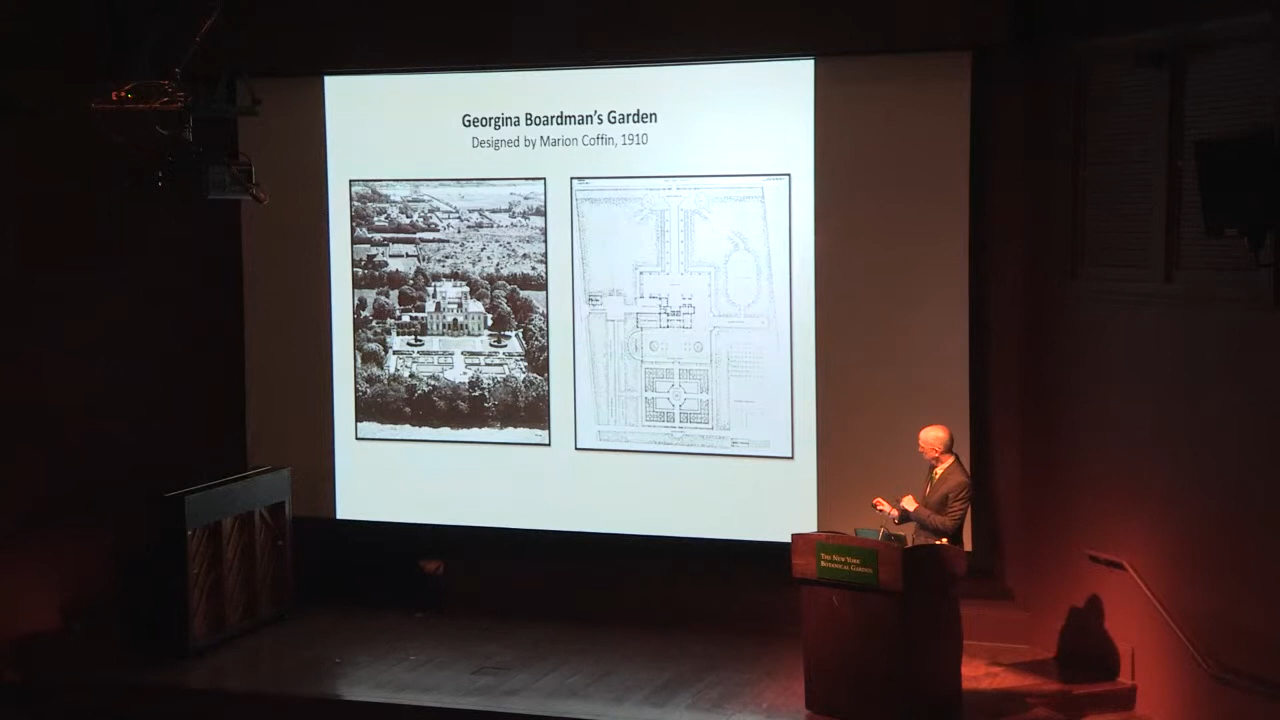 Georgina Boardman's Garden
Designed by Marion Coffin, 1910
The New York
Botanical Garden